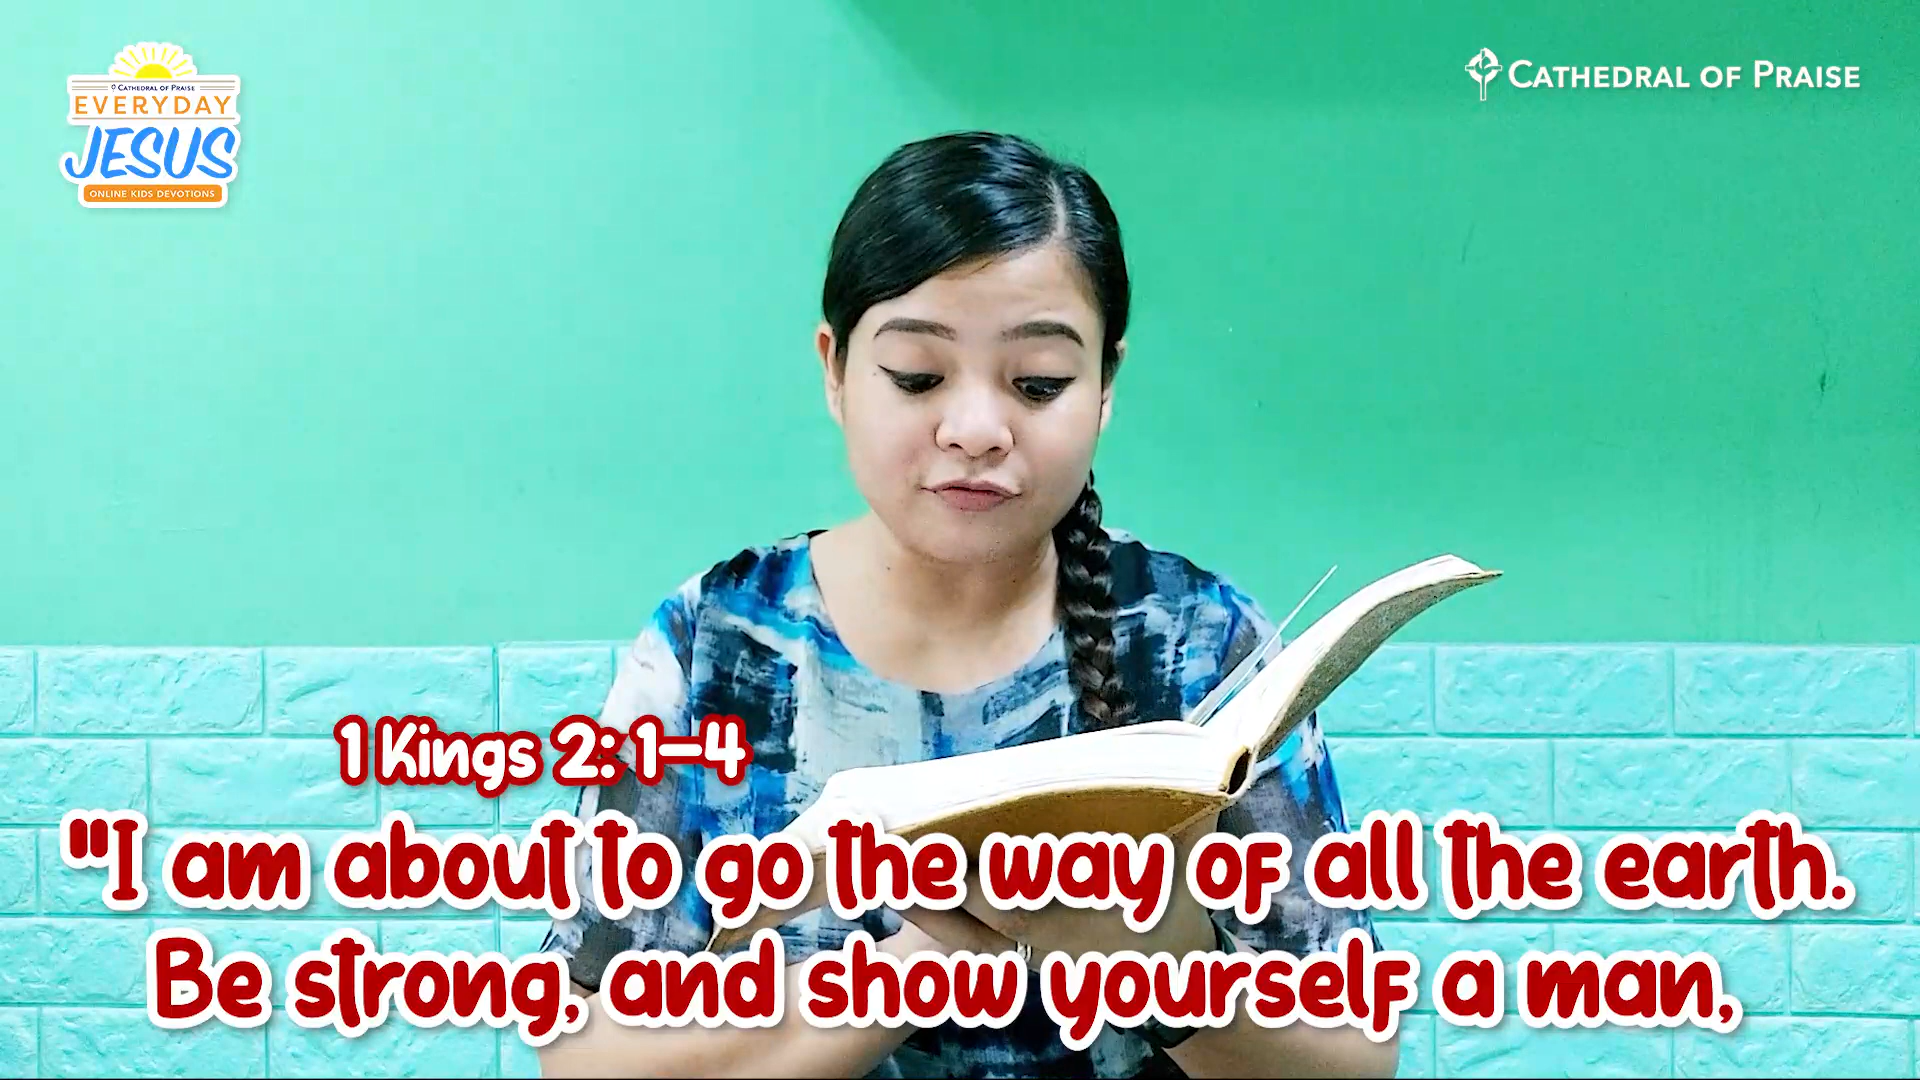 CATHEDRAL OF PRAISE
EVERYDAY
JESUS
ONLINE KIDS DEVOTIONS
CATHEDRAL OF PRAISE
1 Kings 2: 1-4
"I am about to go the way of all the earth.
Be strong, and show yourself a man,